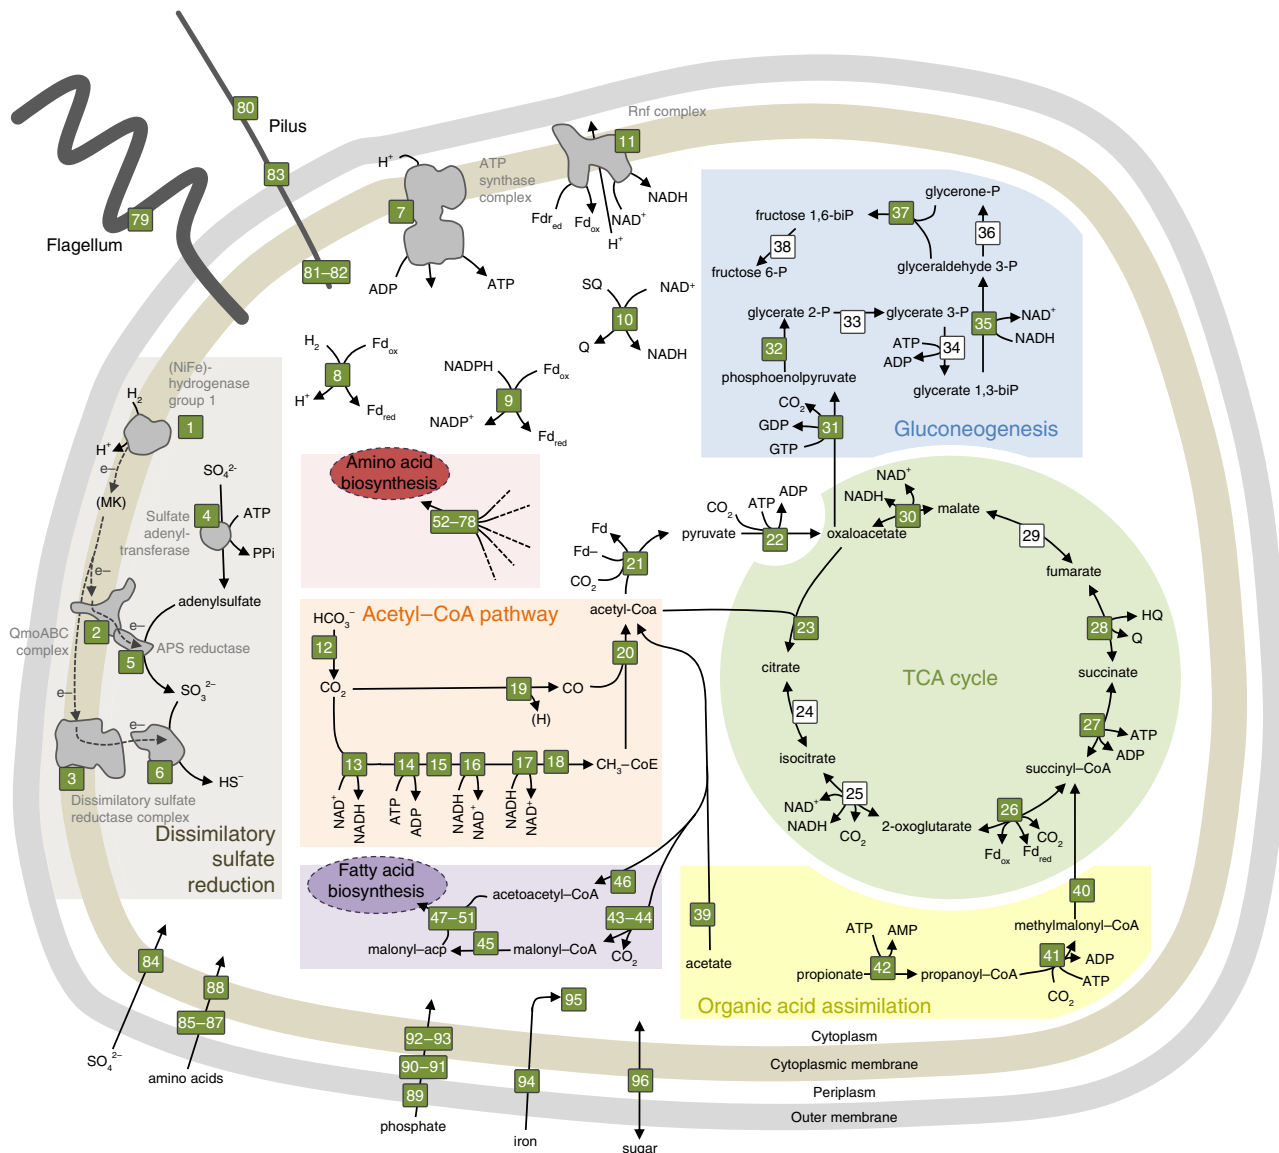 80
Pilus
83
79
Flagellum
81–82
H⁺
7
ATP
synthase
complex
ADP
ATP
Rnf complex
11
NADH
Fdr_ed
Fd_ox
NAD⁺
H⁺
SQ
NAD⁺
10
Q
NADH
H₂
Fd_ox
8
H⁺
Fd_red
NADPH
Fd_ox
9
NADP⁺
Fd_red
glycerone-P
fructose 1,6-biP
37
36
38
fructose 6-P
glyceraldehyde 3-P
glycerate 2-P
33
glycerate 3-P
35
NAD⁺
NADH
32
ATP
34
ADP
phosphoenolpyruvate
glycerate 1,3-biP
CO₂
GDP
31
GTP
Gluconeogenesis
(NiFe)-
hydrogenase
group 1
H₂
1
H⁺
e–
(MK)
SO₄²⁻
4
ATP
Sulfate
adenyl-
transferase
PPi
e–
adenylsulfate
QmoABC
complex
2
e–
5
APS reductase
SO₃²⁻
e–
e–
3
6
HS⁻
Dissimilatory sulfate
reductase complex
Dissimilatory
sulfate
reduction
Amino acid
biosynthesis
52–78
Fd
Fd–
21
CO₂
pyruvate
CO₂
ATP
ADP
22
oxaloacetate
NAD⁺
NADH
30
malate
29
fumarate
28
HQ
Q
succinate
27
ATP
ADP
succinyl–CoA
26
CO₂
Fd_ox
Fd_red
2-oxoglutarate
25
NAD⁺
NADH
CO₂
isocitrate
24
citrate
23
TCA cycle
acetyl-Coa
Acetyl–CoA pathway
HCO₃⁻
12
CO₂
19
(H)
CO
20
13
14
15
16
17
18
CH₃–CoE
NAD⁺
NADH
ATP
ADP
NADH
NAD⁺
NADH
NAD⁺
Fatty acid
biosynthesis
acetoacetyl–CoA
46
47–51
43–44
malonyl–acp
45
malonyl–CoA
CO₂
39
acetate
40
methylmalonyl–CoA
ATP
AMP
42
propionate
propanoyl–CoA
41
ADP
ATP
CO₂
Organic acid assimilation
84
SO₄²⁻
88
85–87
amino acids
92–93
90–91
89
phosphate
95
94
iron
96
sugar
Cytoplasm
Cytoplasmic membrane
Periplasm
Outer membrane